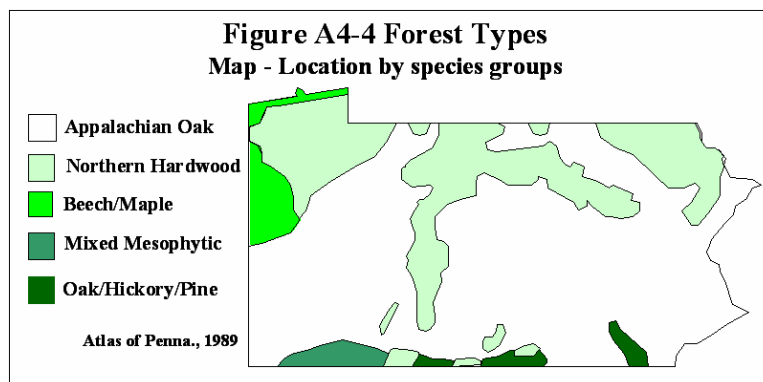 Figure A4-4 Forest Types
Map - Location by species groups
Appalachian Oak
Northern Hardwood
Beech/Maple
Mixed Mesophytic
Oak/Hickory/Pine
Atlas of Penna., 1989